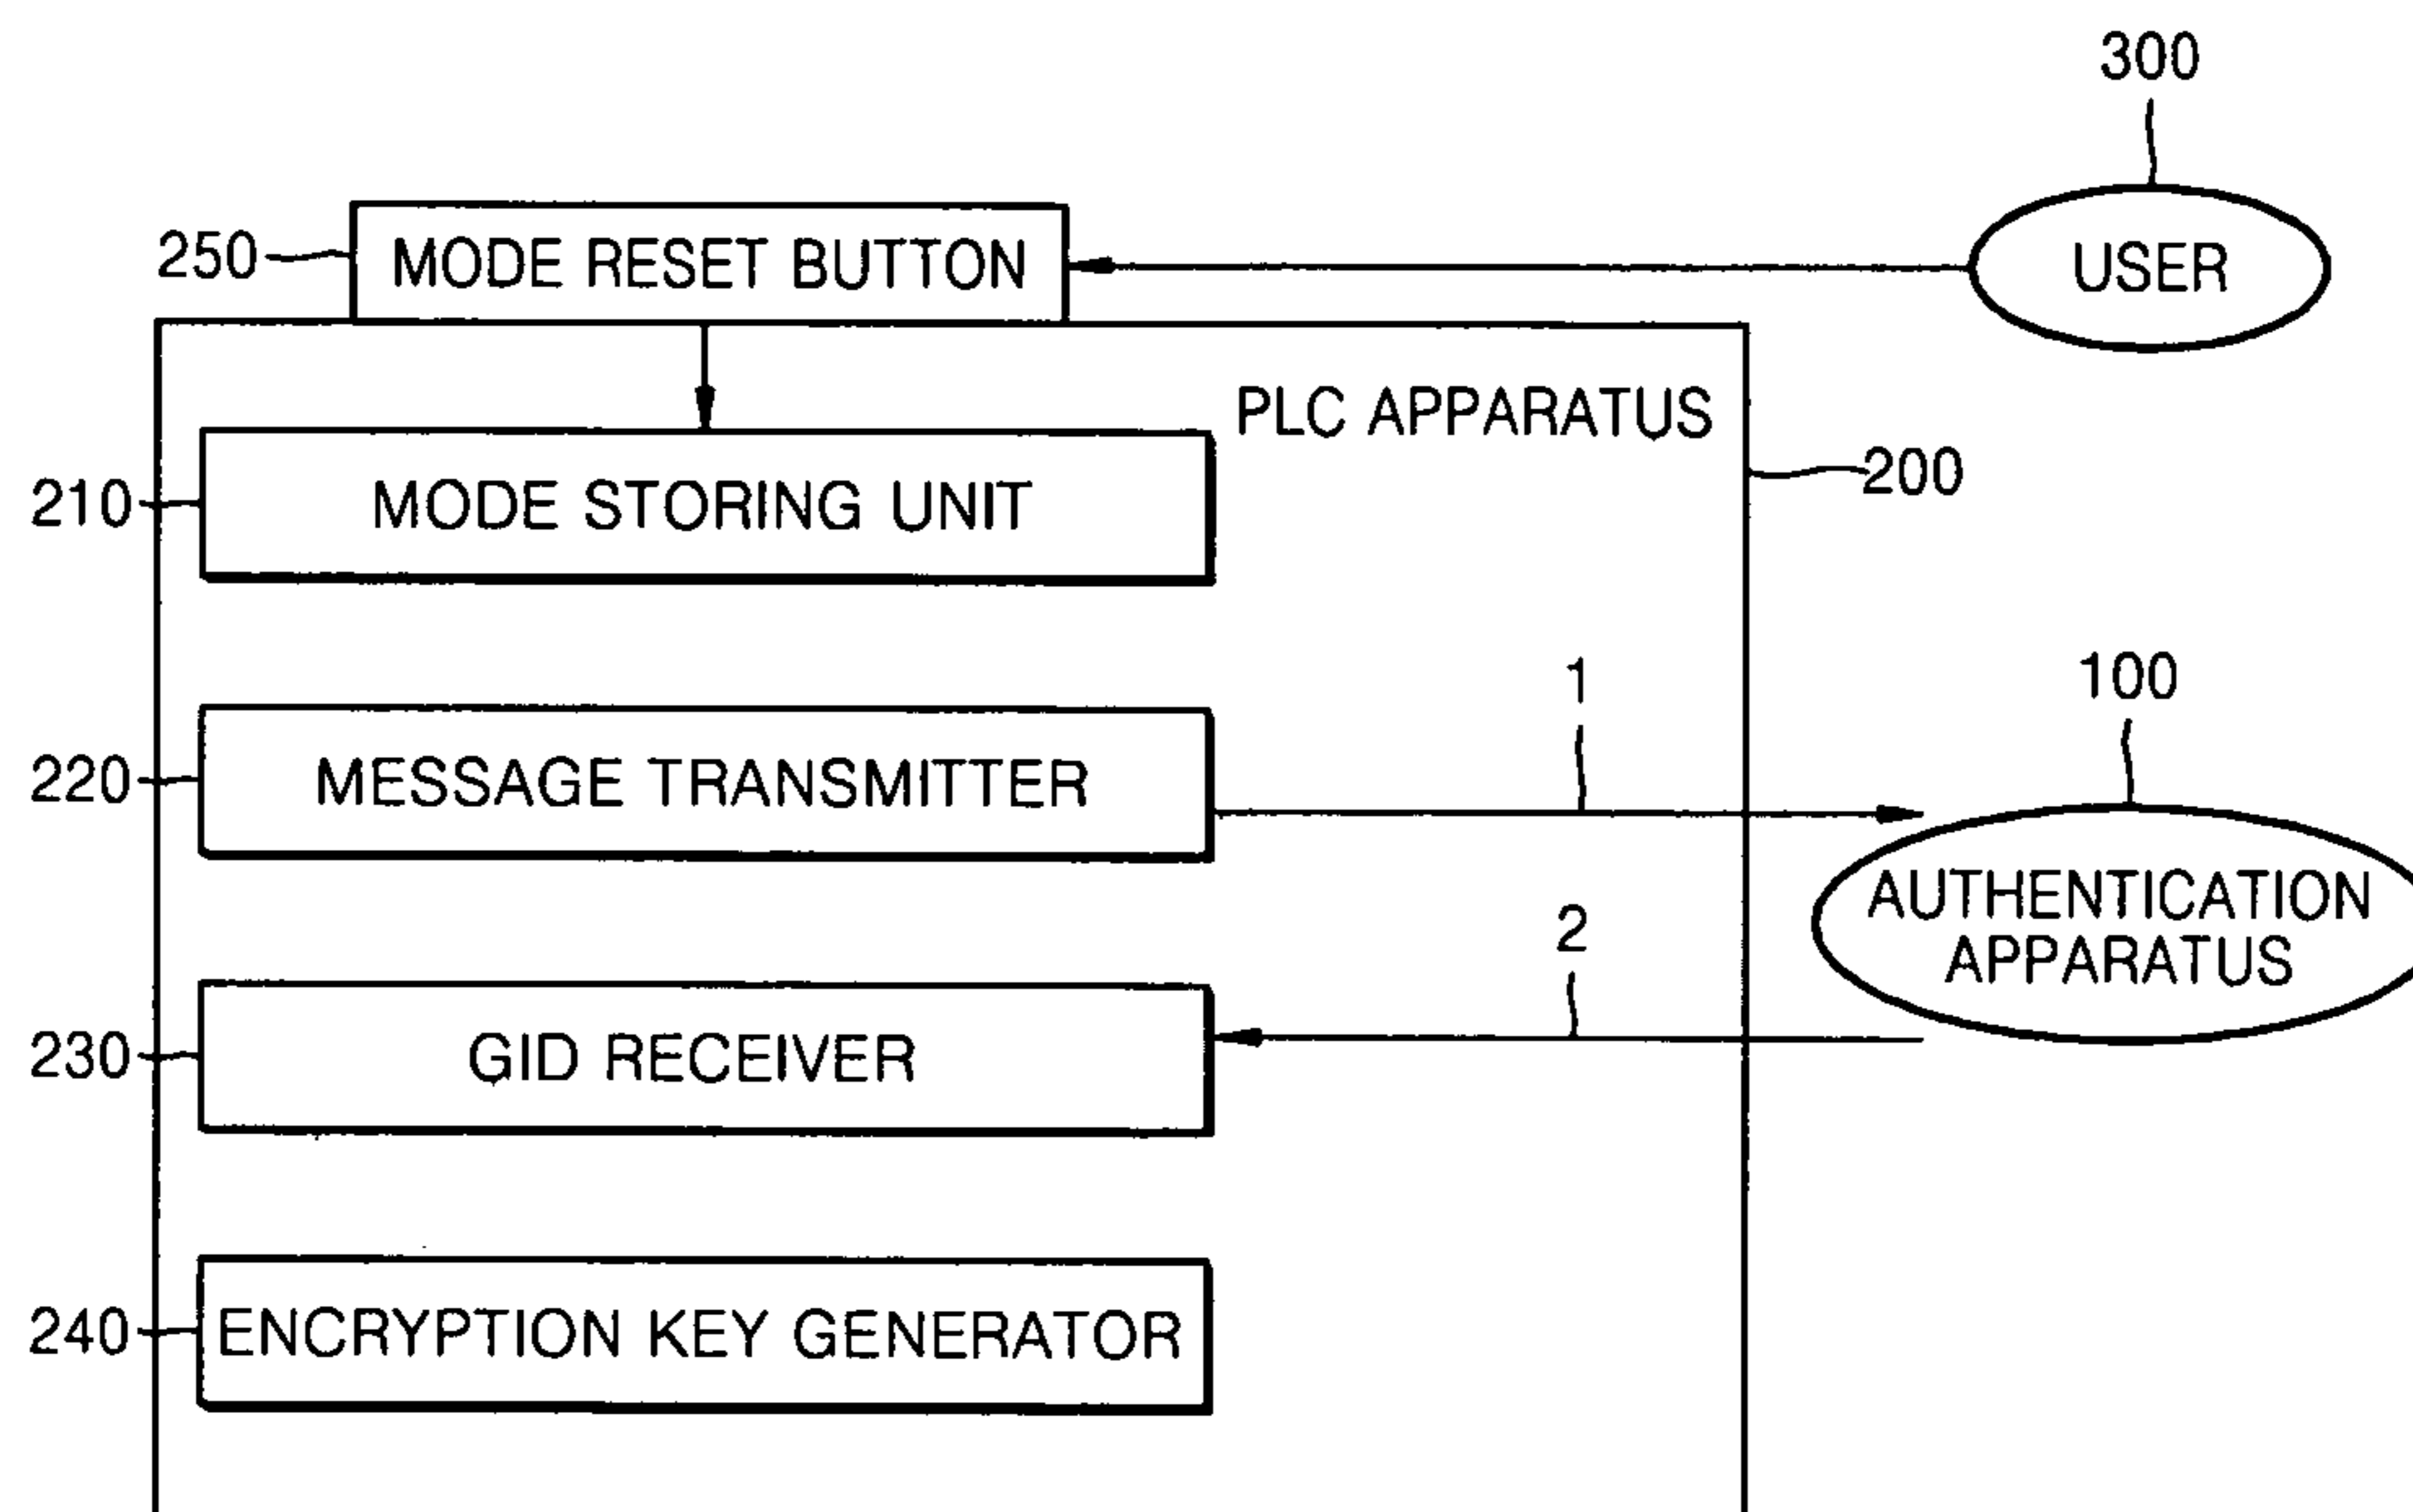 300
250
MODE RESET BUTTON
USER
PLC APPARATUS
200
210
MODE STORING UNIT
1
100
220
MESSAGE TRANSMITTER
AUTHENTICATION
APPARATUS
2
230
GID RECEIVER
240
ENCRYPTION KEY GENERATOR